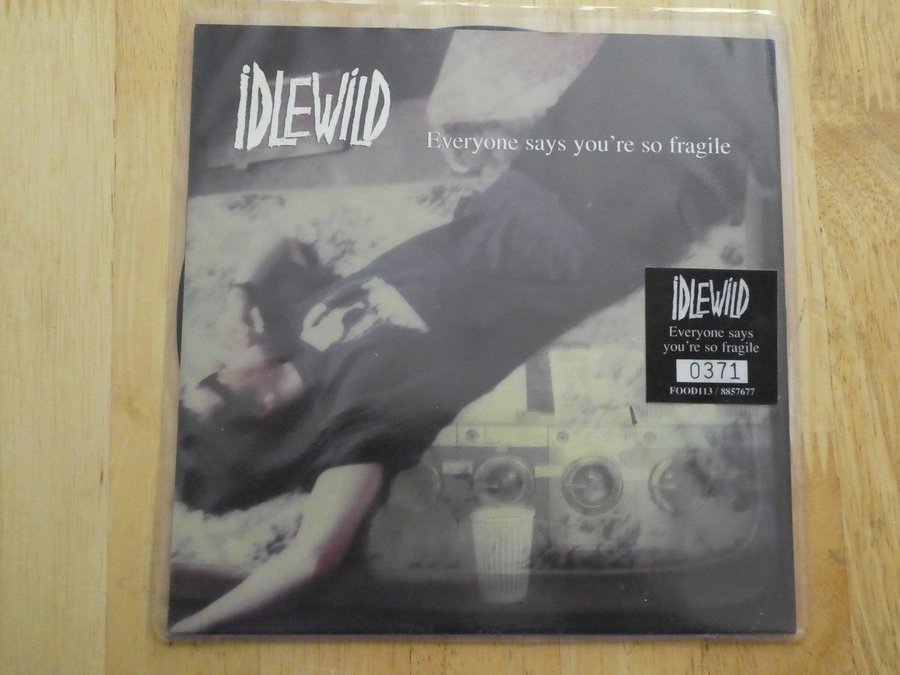 iDLEWiLD
Everyone says you're so fragile
iDLEWiLD
Everyone says
you're so fragile
0371
FOOD113 / 8857677